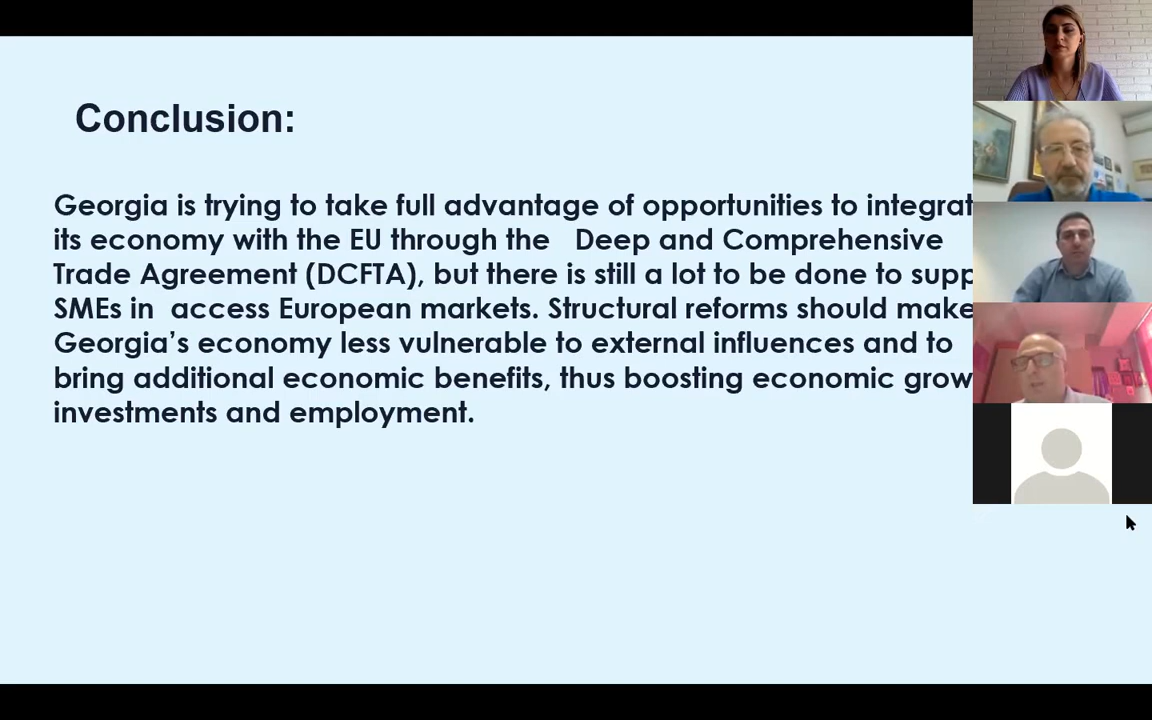 Conclusion:
Georgia is trying to take full advantage of opportunities to
its economy with the EU through the Deep and Comprehensive
Trade Agreement (DCFTA), but there is still a lot to be done to
SMEs in access European markets. Structural reforms should make
Georgia’s economy less vulnerable to external influences and to
bring additional economic benefits, thus boosting economic
investments and employment.